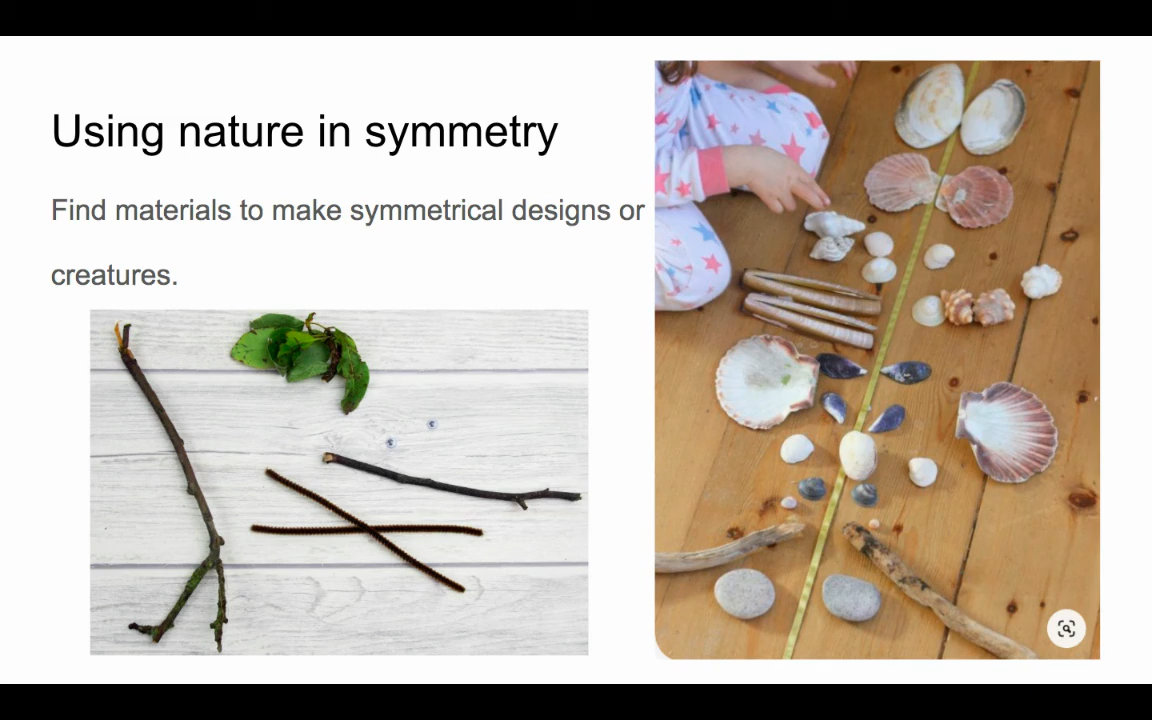 Using nature in symmetry
Find materials to make symmetrical designs or
creatures.